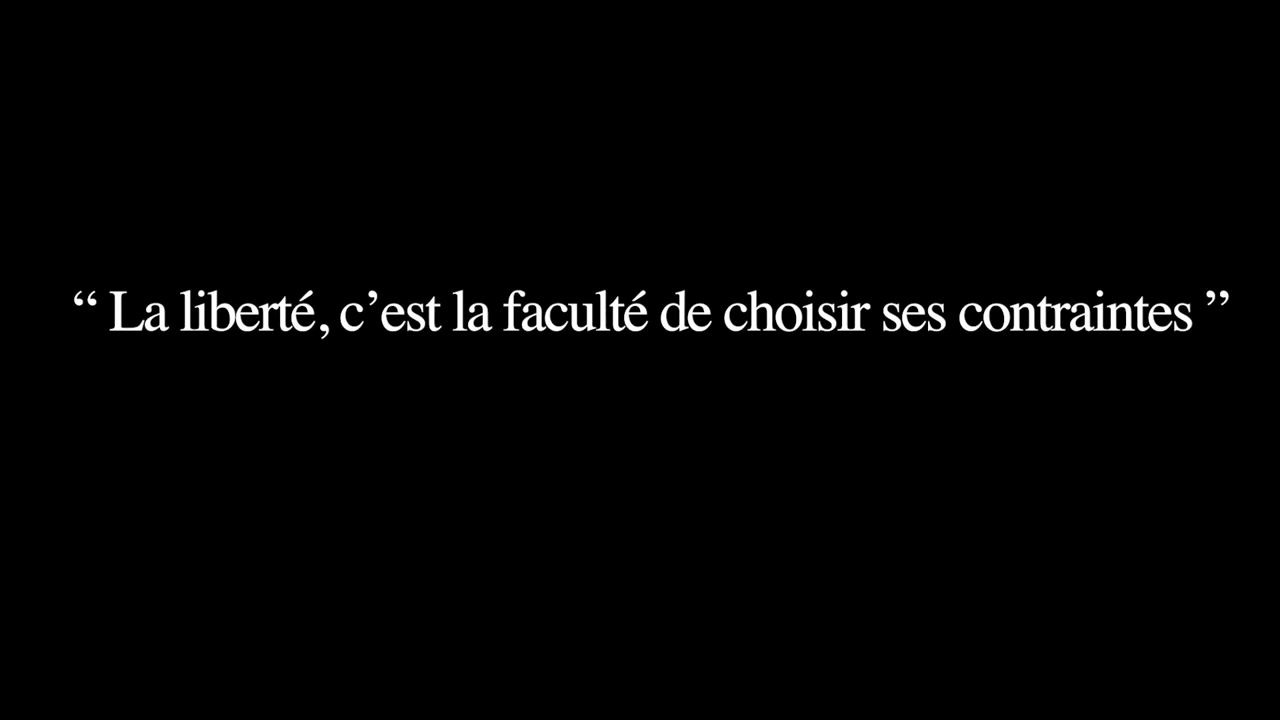 “ La liberté, c’est la faculté de choisir ses contraintes ”